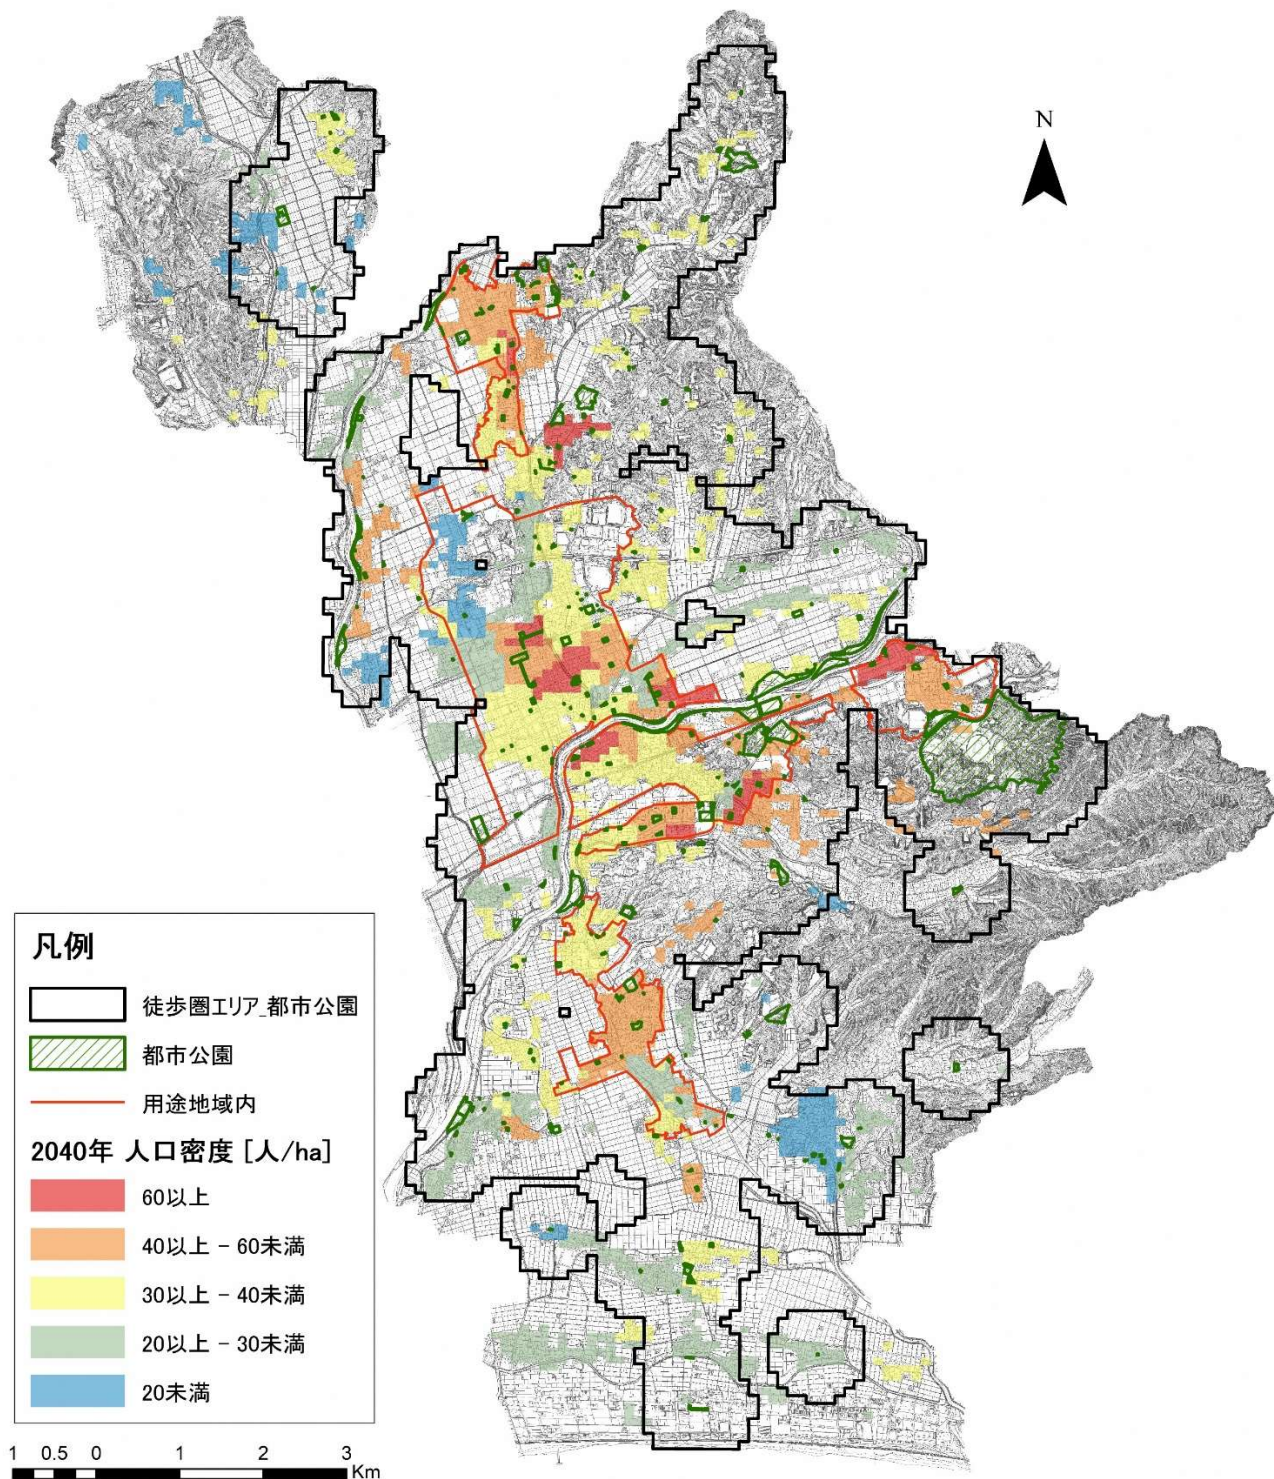 N
凡例
徒歩圏エリア_都市公園
都市公園
用途地域内
2040年 人口密度 [人/ha]
60以上
40以上 - 60未満
30以上 - 40未満
20以上 - 30未満
20未満
1 0.5 0 1 2 3
Km